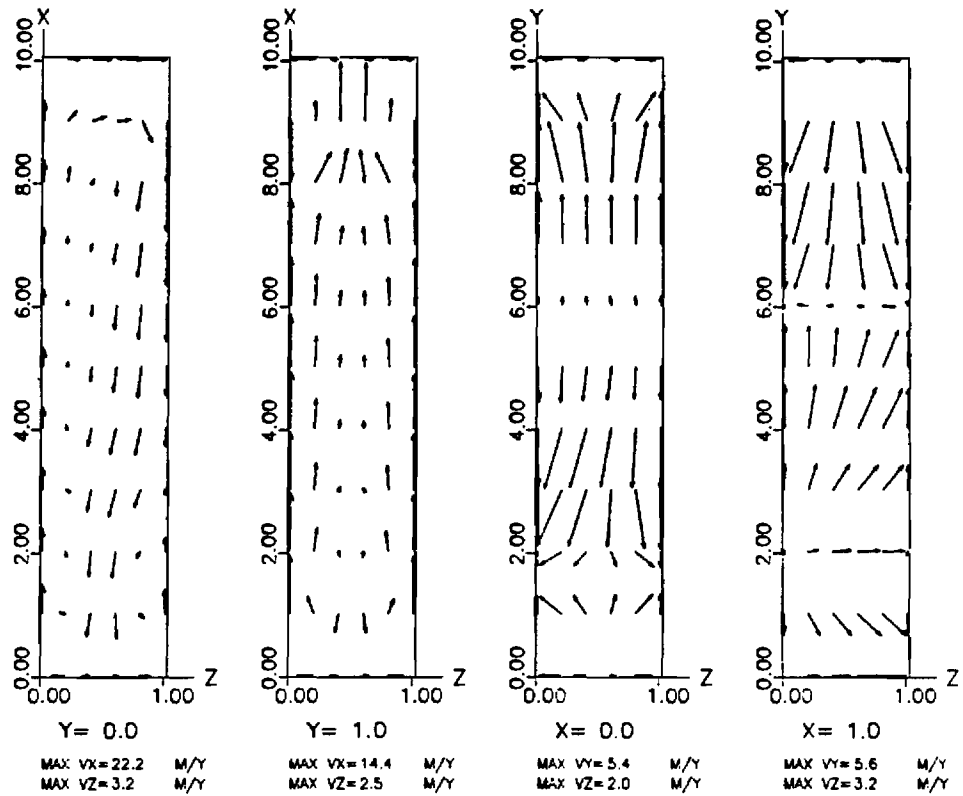 X
10.00
8.00
6.00
4.00
2.00
0.00
0.00 1.00 Z
Y= 0.0
MAX VX=22.2 M/Y
MAX VZ=3.2 M/Y
X
10.00
8.00
6.00
4.00
2.00
0.00
0.00 1.00 Z
Y= 1.0
MAX VX=14.4 M/Y
MAX VZ=2.5 M/Y
Y
10.00
8.00
6.00
4.00
2.00
0.00
0.00 1.00 Z
X= 0.0
MAX VY=5.4 M/Y
MAX VZ=2.0 M/Y
Y
10.00
8.00
6.00
4.00
2.00
0.00
0.00 1.00 Z
X= 1.0
MAX VY=5.6 M/Y
MAX VZ=3.2 M/Y